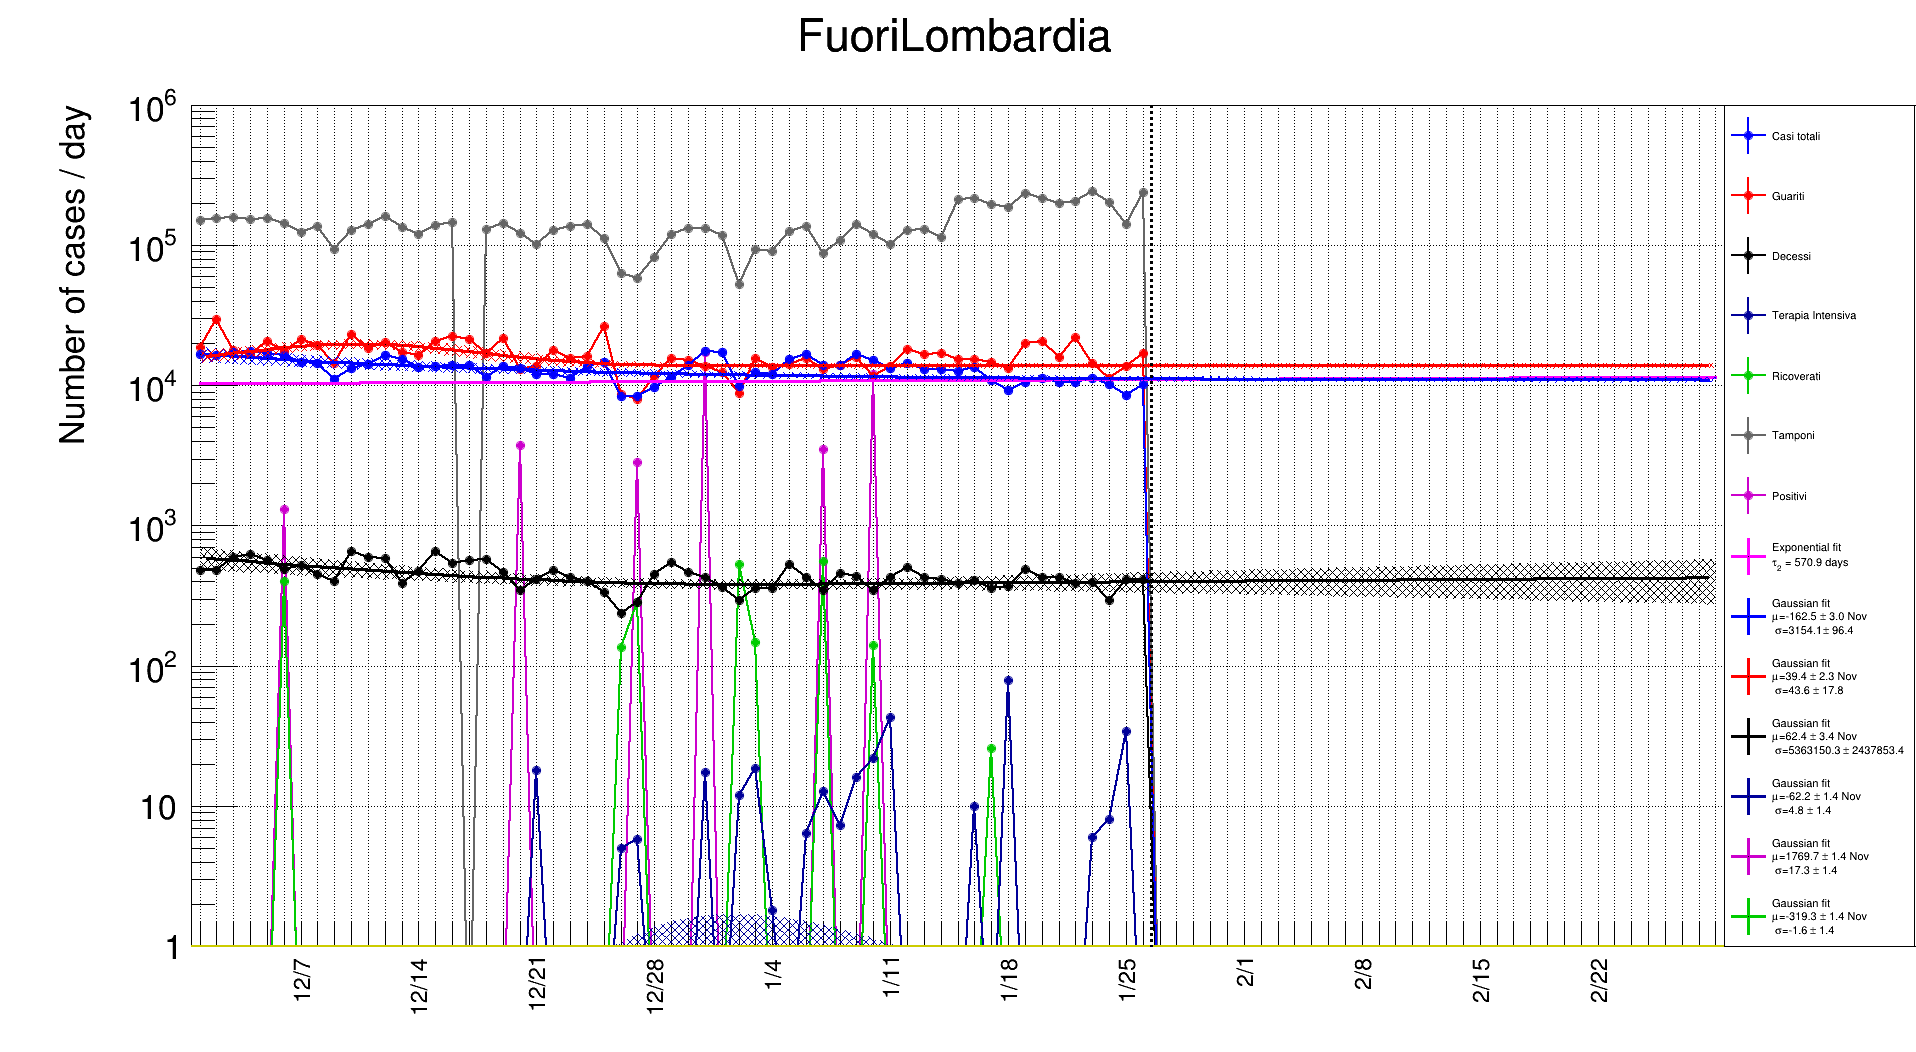 FuoriLombardia
Number of cases / day
10^6
10^5
10^4
10^3
10^2
10
1
12/7
12/14
12/21
12/28
1/4
1/11
1/18
1/25
2/1
2/8
2/15
2/22
Casi totali
Guariti
Decessi
Terapia Intensiva
Ricoverati
Tamponi
Positivi
Exponential fit
τ_2 = 570.9 days
Gaussian fit
μ=-162.5 ± 3.0 Nov
σ=3154.1 ± 96.4
Gaussian fit
μ=39.4 ± 2.3 Nov
σ=43.6 ± 17.8
Gaussian fit
μ=62.4 ± 3.4 Nov
σ=5363150.3 ± 2437853.4
Gaussian fit
μ=-62.2 ± 1.4 Nov
σ=4.8 ± 1.4
Gaussian fit
μ=1769.7 ± 1.4 Nov
σ=17.3 ± 1.4
Gaussian fit
μ=-319.3 ± 1.4 Nov
σ=-1.6 ± 1.4